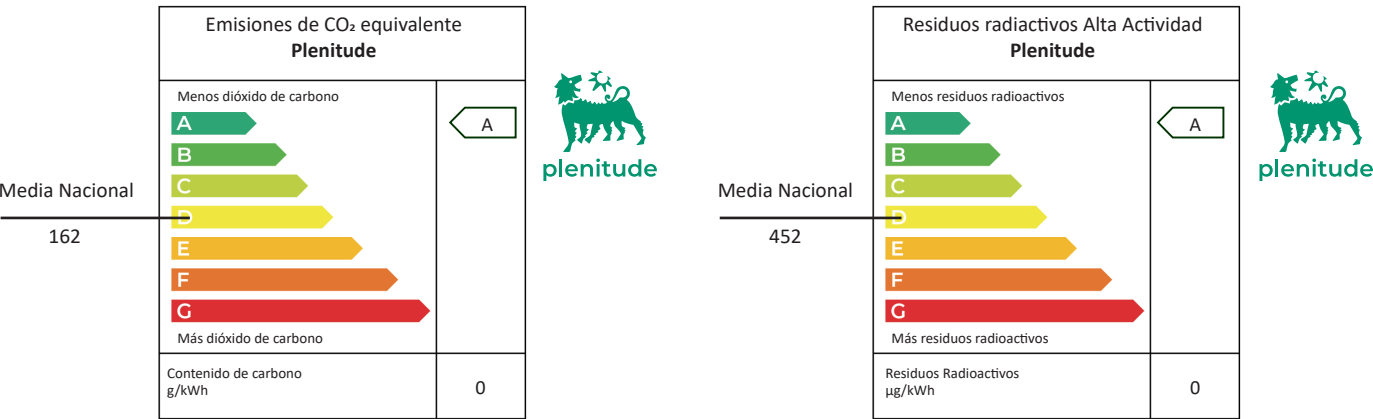 Emisiones de CO₂ equivalente
Plenitude
Menos dióxido de carbono
A
A
B
C
D
E
F
G
Más dióxido de carbono
Contenido de carbono
g/kWh
0
Media Nacional
162
plenitude
Residuos radiactivos Alta Actividad
Plenitude
Menos residuos radioactivos
A
A
B
C
D
E
F
G
Más residuos radioactivos
Residuos Radioactivos
µg/kWh
0
Media Nacional
452
plenitude